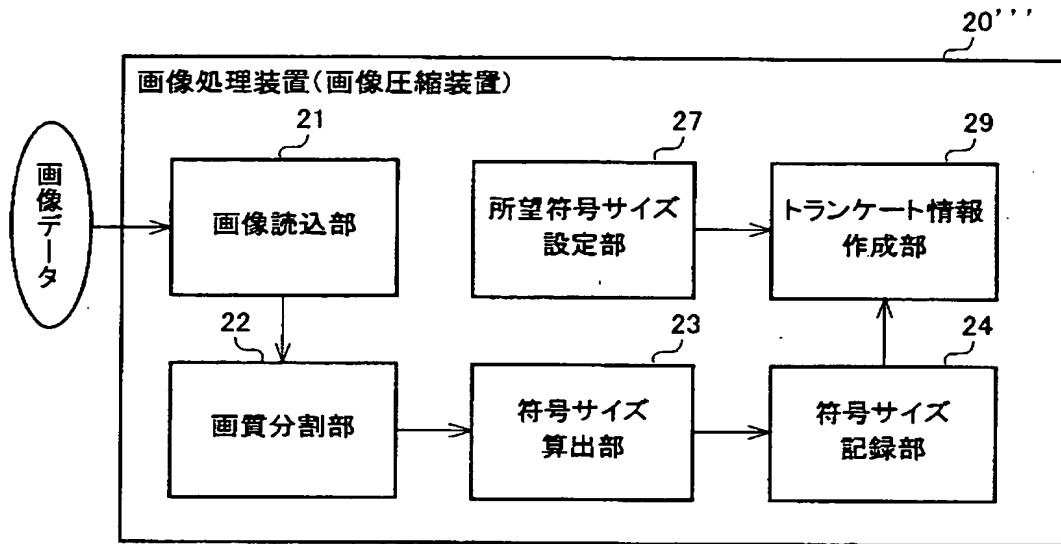 20'''
画像処理装置(画像圧縮装置)
画像データ
21
画像読込部
27
所望符号サイズ
設定部
29
トランケート情報
作成部
22
画質分割部
23
符号サイズ
算出部
24
符号サイズ
記録部